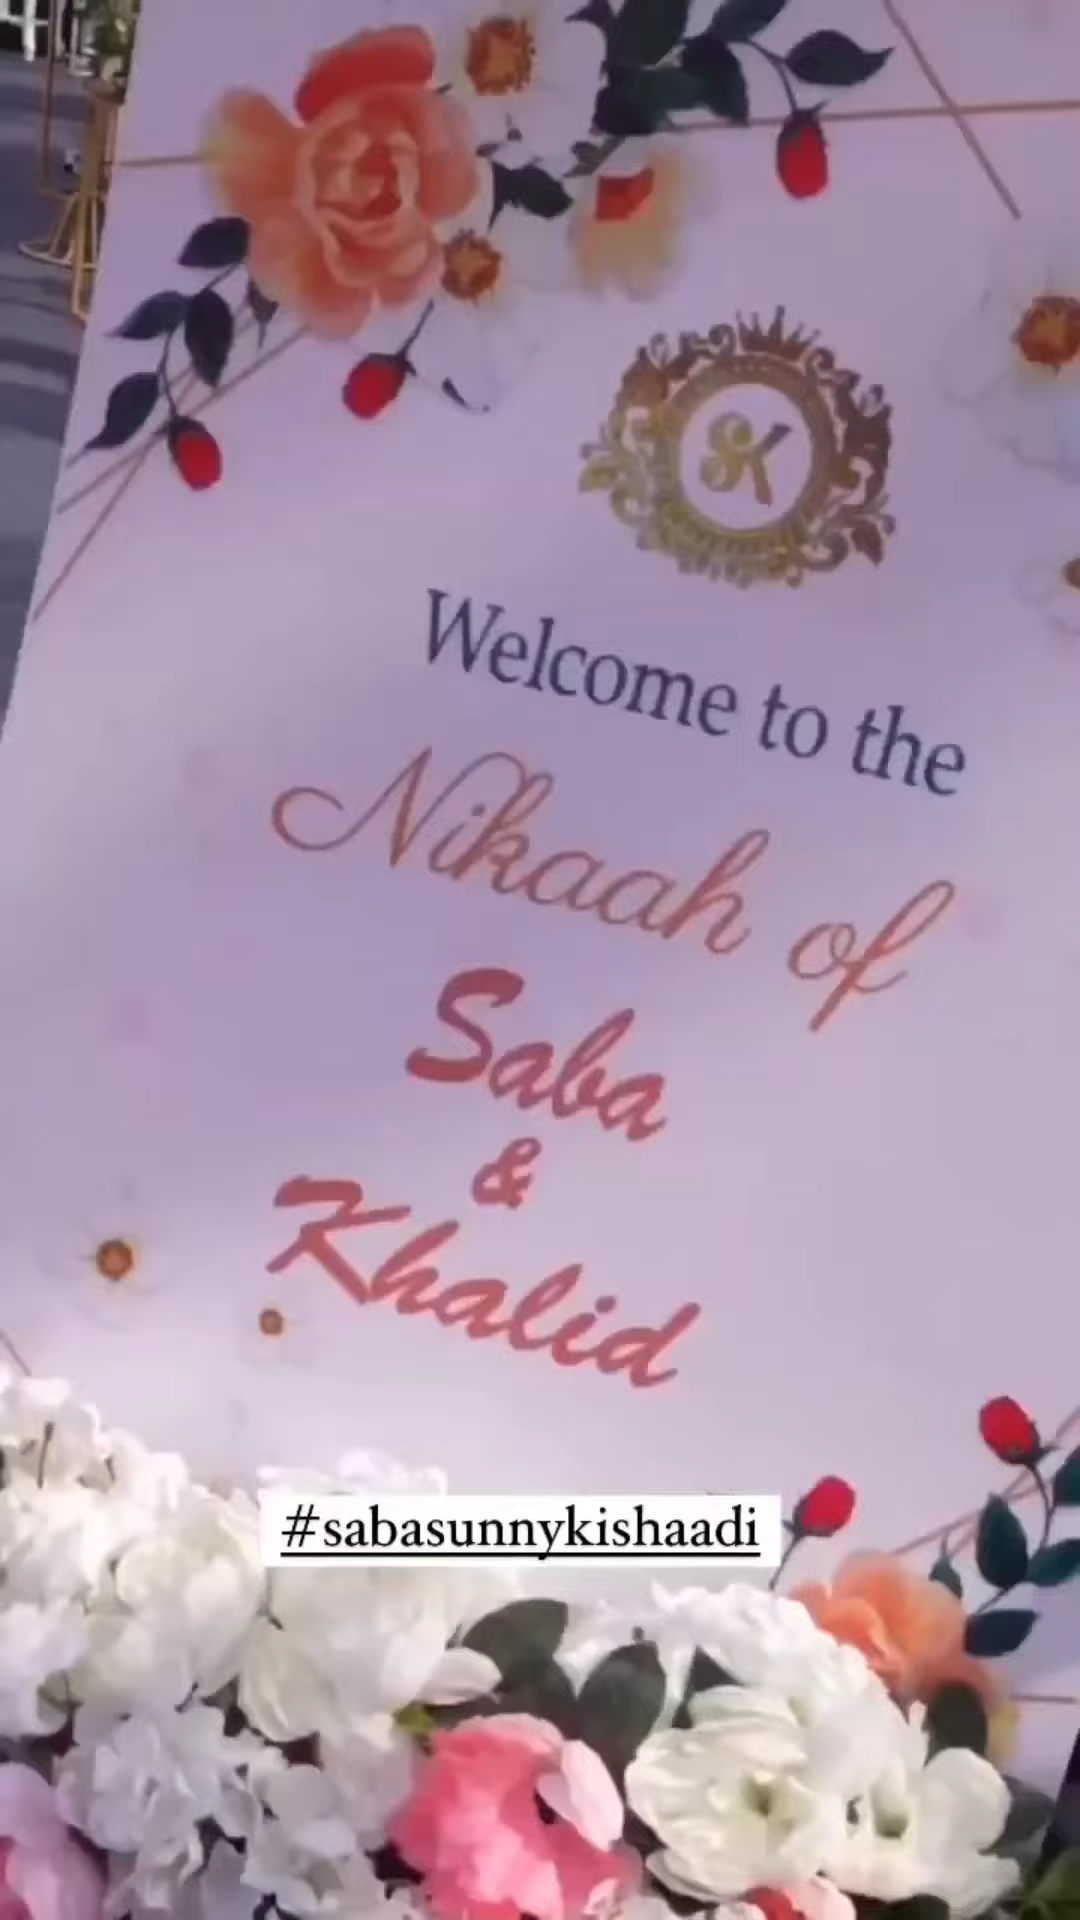 SK
Welcome to the
Nikaah of
Saba
&
Khalid
#sabasunnykishaadi